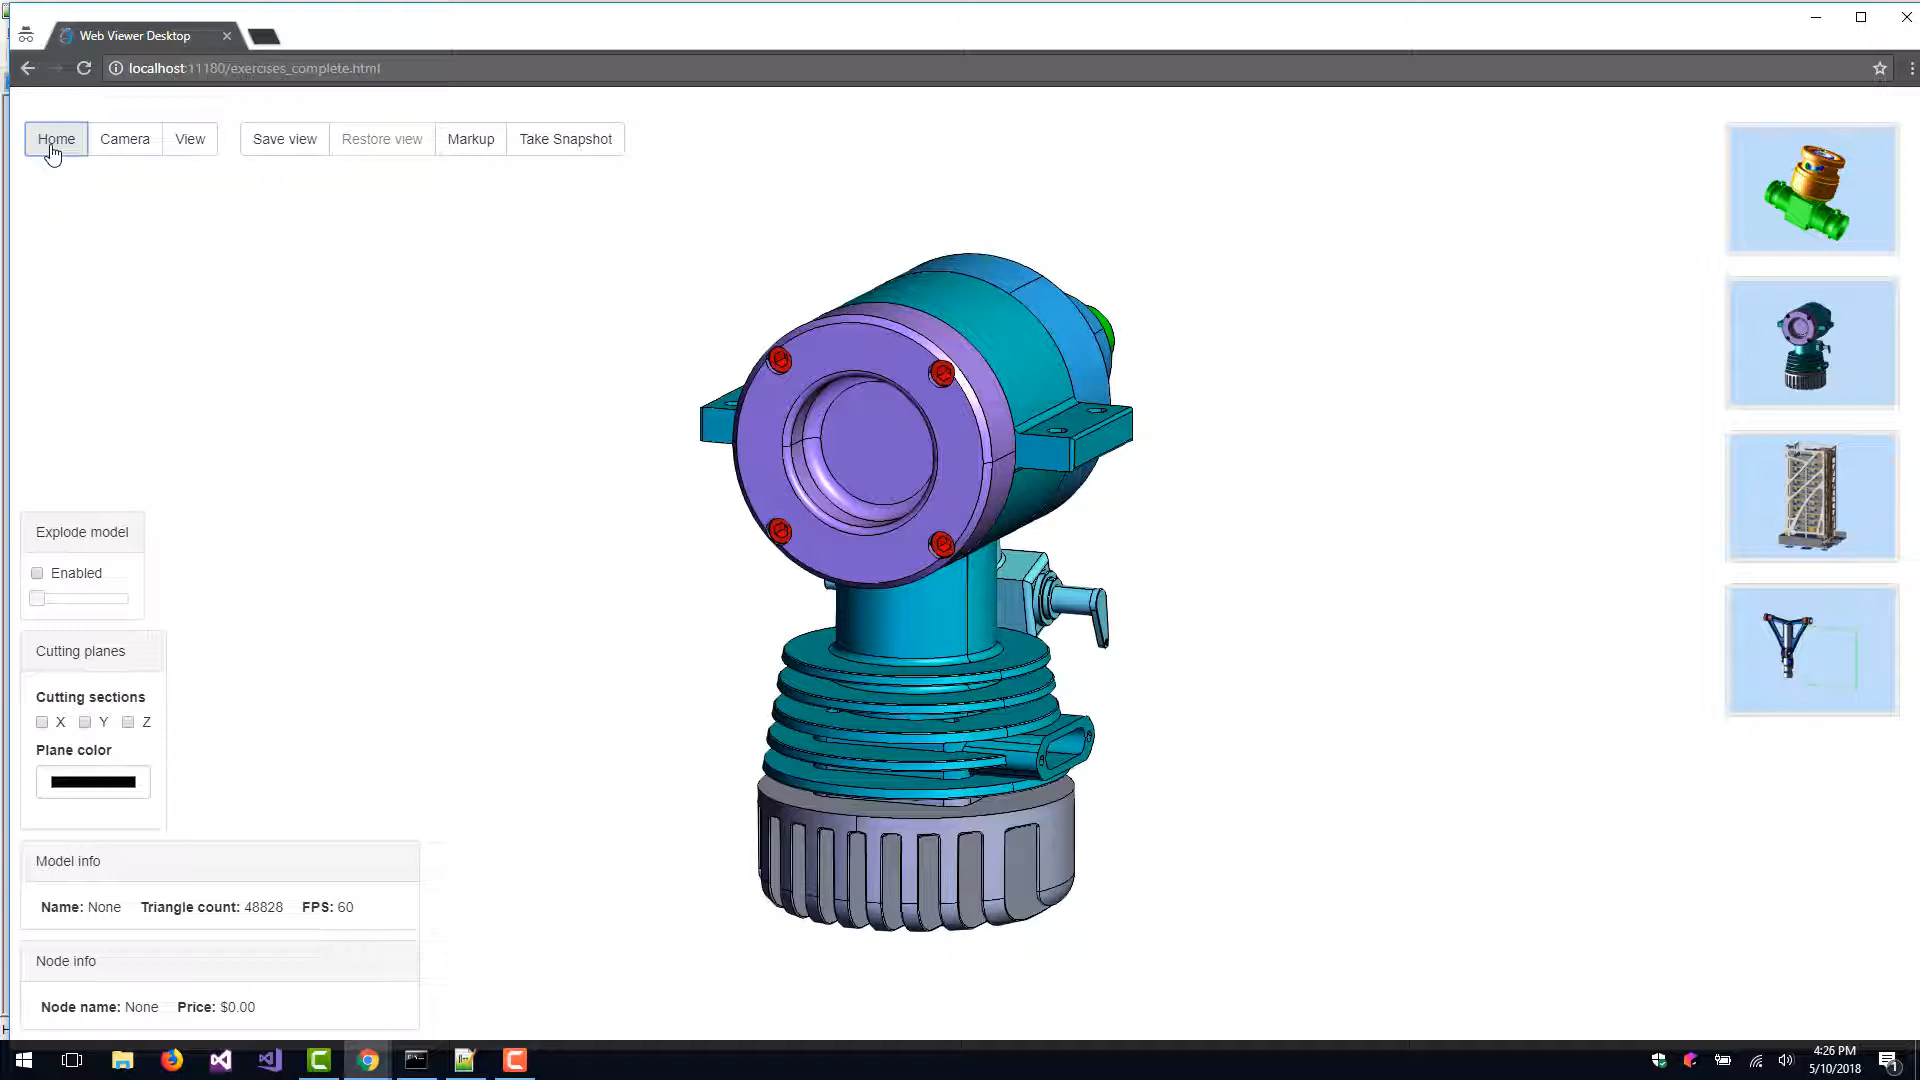 Web Viewer Desktop
localhost:11180/exercises_complete.html
Home Camera View Save view Restore view Markup Take Snapshot
Explode model
Enabled
Cutting planes
Cutting sections
X Y Z
Plane color
Model info
Name: None Triangle count: 48828 FPS: 60
Node info
Node name: None Price: $0.00
4:26 PM
5/10/2018
1